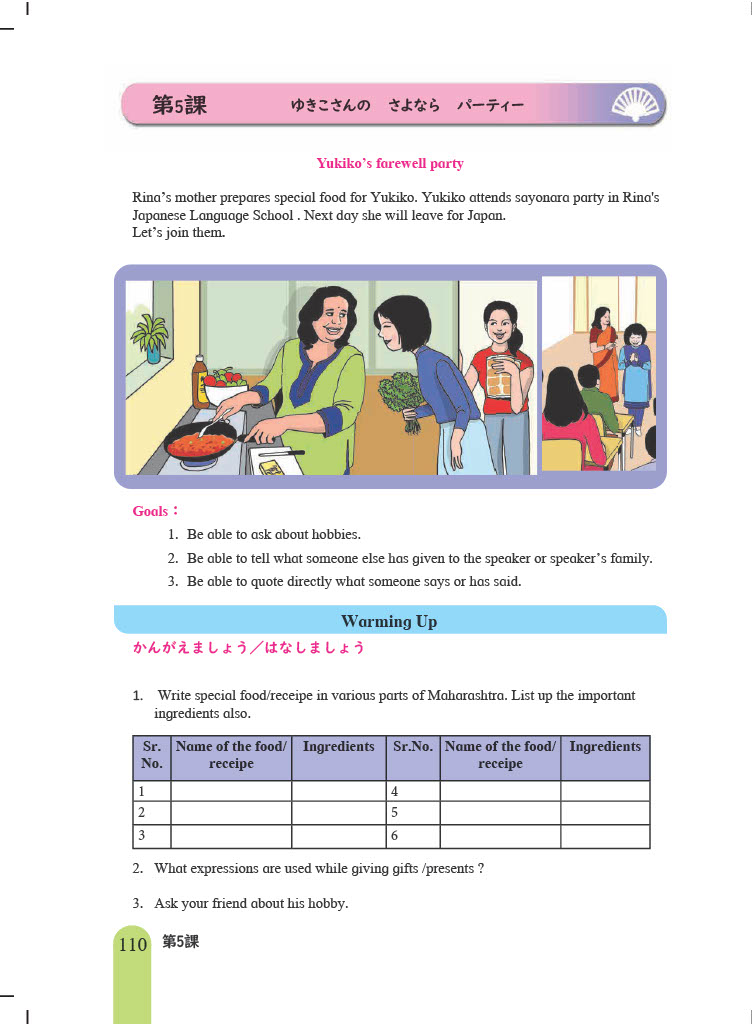 第5課 ゆきこさんの さよなら パーティー
Yukiko’s farewell party
Rina’s mother prepares special food for Yukiko. Yukiko attends sayonara party in Rina's
Japanese Language School . Next day she will leave for Japan.
Let’s join them.
Goals：
1. Be able to ask about hobbies.
2. Be able to tell what someone else has given to the speaker or speaker’s family.
3. Be able to quote directly what someone says or has said.
Warming Up
かんがえましょう／はなしましょう
1. Write special food/receipe in various parts of Maharashtra. List up the important
ingredients also.
Sr. No. Name of the food/ receipe Ingredients Sr.No. Name of the food/ receipe Ingredients
1 4
2 5
3 6
2. What expressions are used while giving gifts /presents ?
3. Ask your friend about his hobby.
110 第5課